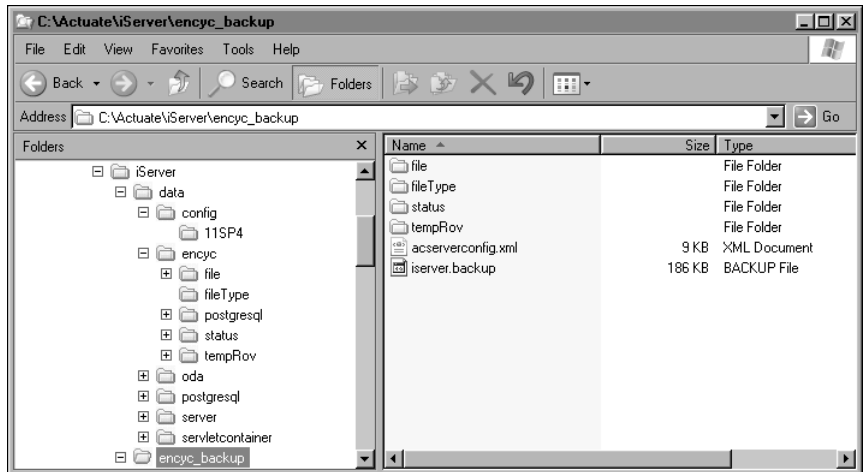 C:\Actuate\iServer\encyc_backup
File Edit View Favorites Tools Help
Back Search Folders
Address C:\Actuate\iServer\encyc_backup Go
Folders
iServer
data
config
11SP4
encyc
file
fileType
postgresql
status
tempRov
oda
postgresql
server
servletcontainer
encyc_backup
Name Size Type
file File Folder
fileType File Folder
status File Folder
tempRov File Folder
acserverconfig.xml 9 KB XML Document
iserver.backup 186 KB BACKUP File